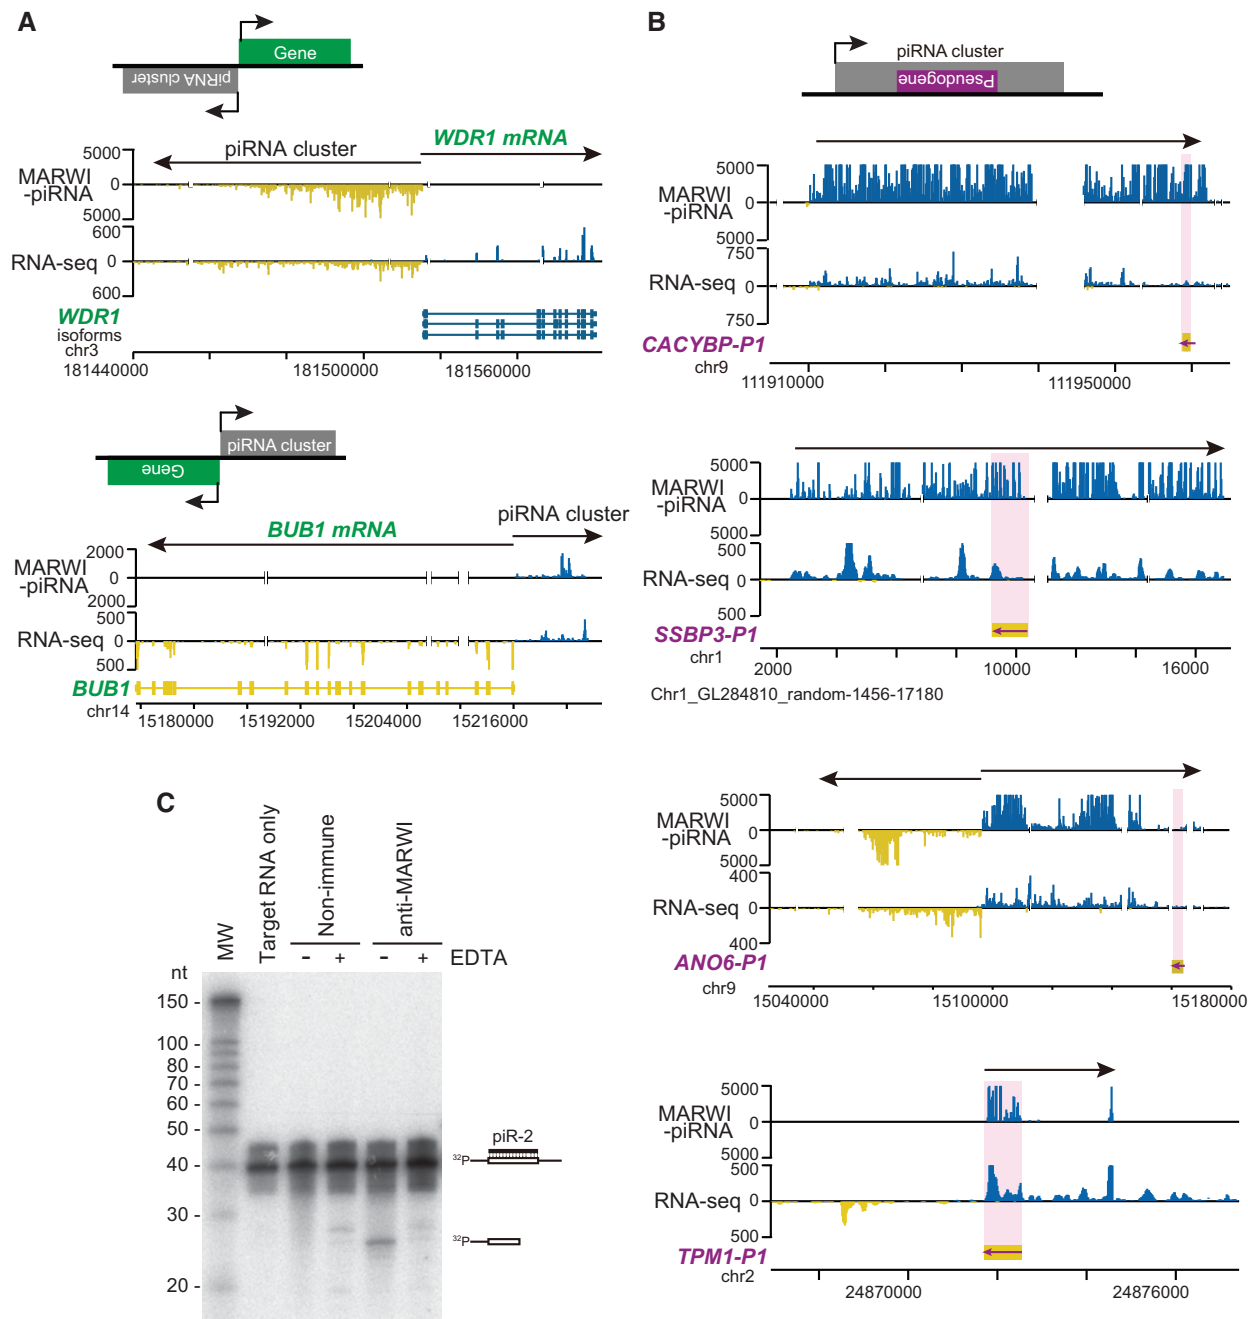 A
Gene
piRNA cluster
WDR1 mRNA
piRNA cluster
5000
MARWI
-piRNA
0
5000
600
RNA-seq
0
600
WDR1
isoforms
chr3
181440000
181500000
181560000
piRNA cluster
Gene
BUB1 mRNA
piRNA cluster
2000
MARWI
-piRNA
0
2000
500
RNA-seq
0
500
BUB1
chr14
15180000
15192000
15204000
15216000
B
piRNA cluster
Pseudogene
5000
MARWI
-piRNA
0
5000
750
RNA-seq
0
750
CACYBP-P1
chr9
111910000
111950000
5000
MARWI
-piRNA
0
5000
500
RNA-seq
0
500
SSBP3-P1
chr1
2000
10000
16000
Chr1_GL284810_random-1456-17180
5000
MARWI
-piRNA
0
5000
400
RNA-seq
0
400
ANO6-P1
chr9
15040000
15100000
15180000
5000
MARWI
-piRNA
0
5000
500
RNA-seq
0
500
TPM1-P1
chr2
24870000
24876000
C
MW
Target RNA only
Non-immune
anti-MARWI
- + - + EDTA
nt
150 -
100 -
80 -
70 -
60 -
50 -
40 -
30 -
20 -
piR-2
32P
32P